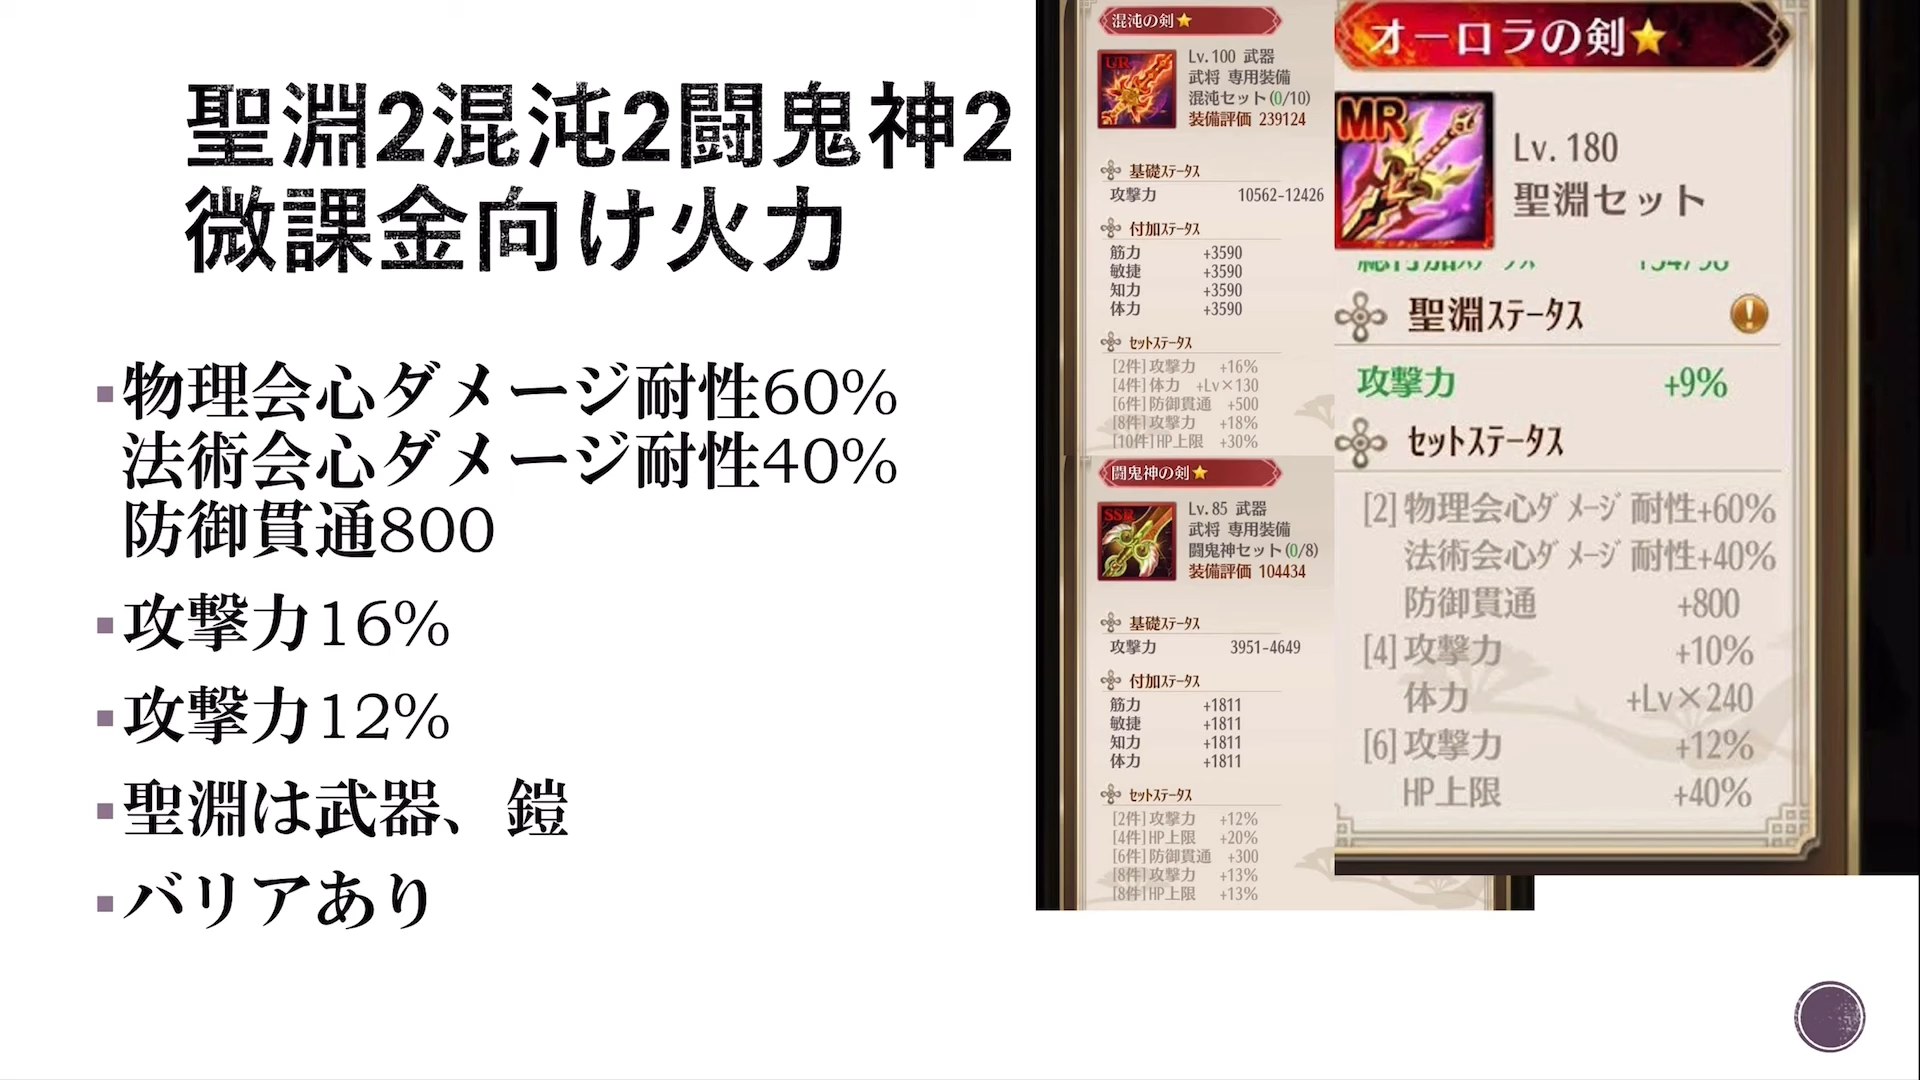 聖淵2混沌2闘鬼神2
微課金向け火力
物理会心ダメージ耐性60%
法術会心ダメージ耐性40%
防御貫通800
攻撃力16%
攻撃力12%
聖淵は武器、鎧
バリアあり
混沌の剣
UR
Lv.100 武器
武将 専用装備
混沌セット(0/10)
装備評価 239124
基礎ステータス
攻撃力 10562-12426
付加ステータス
筋力 +3590
敏捷 +3590
知力 +3590
体力 +3590
セットステータス
[2件]攻撃力 +16%
[4件]体力 +Lv×130
[6件]防御貫通 +500
[8件]攻撃力 +18%
[10件]HP上限 +30%
闘鬼神の剣
Lv.85 武器
武将 専用装備
闘鬼神セット(0/8)
装備評価 104434
基礎ステータス
攻撃力 3951-4649
付加ステータス
筋力 +1811
敏捷 +1811
知力 +1811
体力 +1811
セットステータス
[2件]攻撃力 +12%
[4件]HP上限 +20%
[6件]防御貫通 +300
[8件]攻撃力 +13%
[8件]HP上限 +13%
オーロラの剣
MR
Lv.180
聖淵セット
聖淵ステータス
攻撃力 +9%
セットステータス
[2]物理会心ダメージ 耐性+60%
法術会心ダメージ 耐性+40%
防御貫通 +800
[4]攻撃力 +10%
体力 +Lv×240
[6]攻撃力 +12%
HP上限 +40%